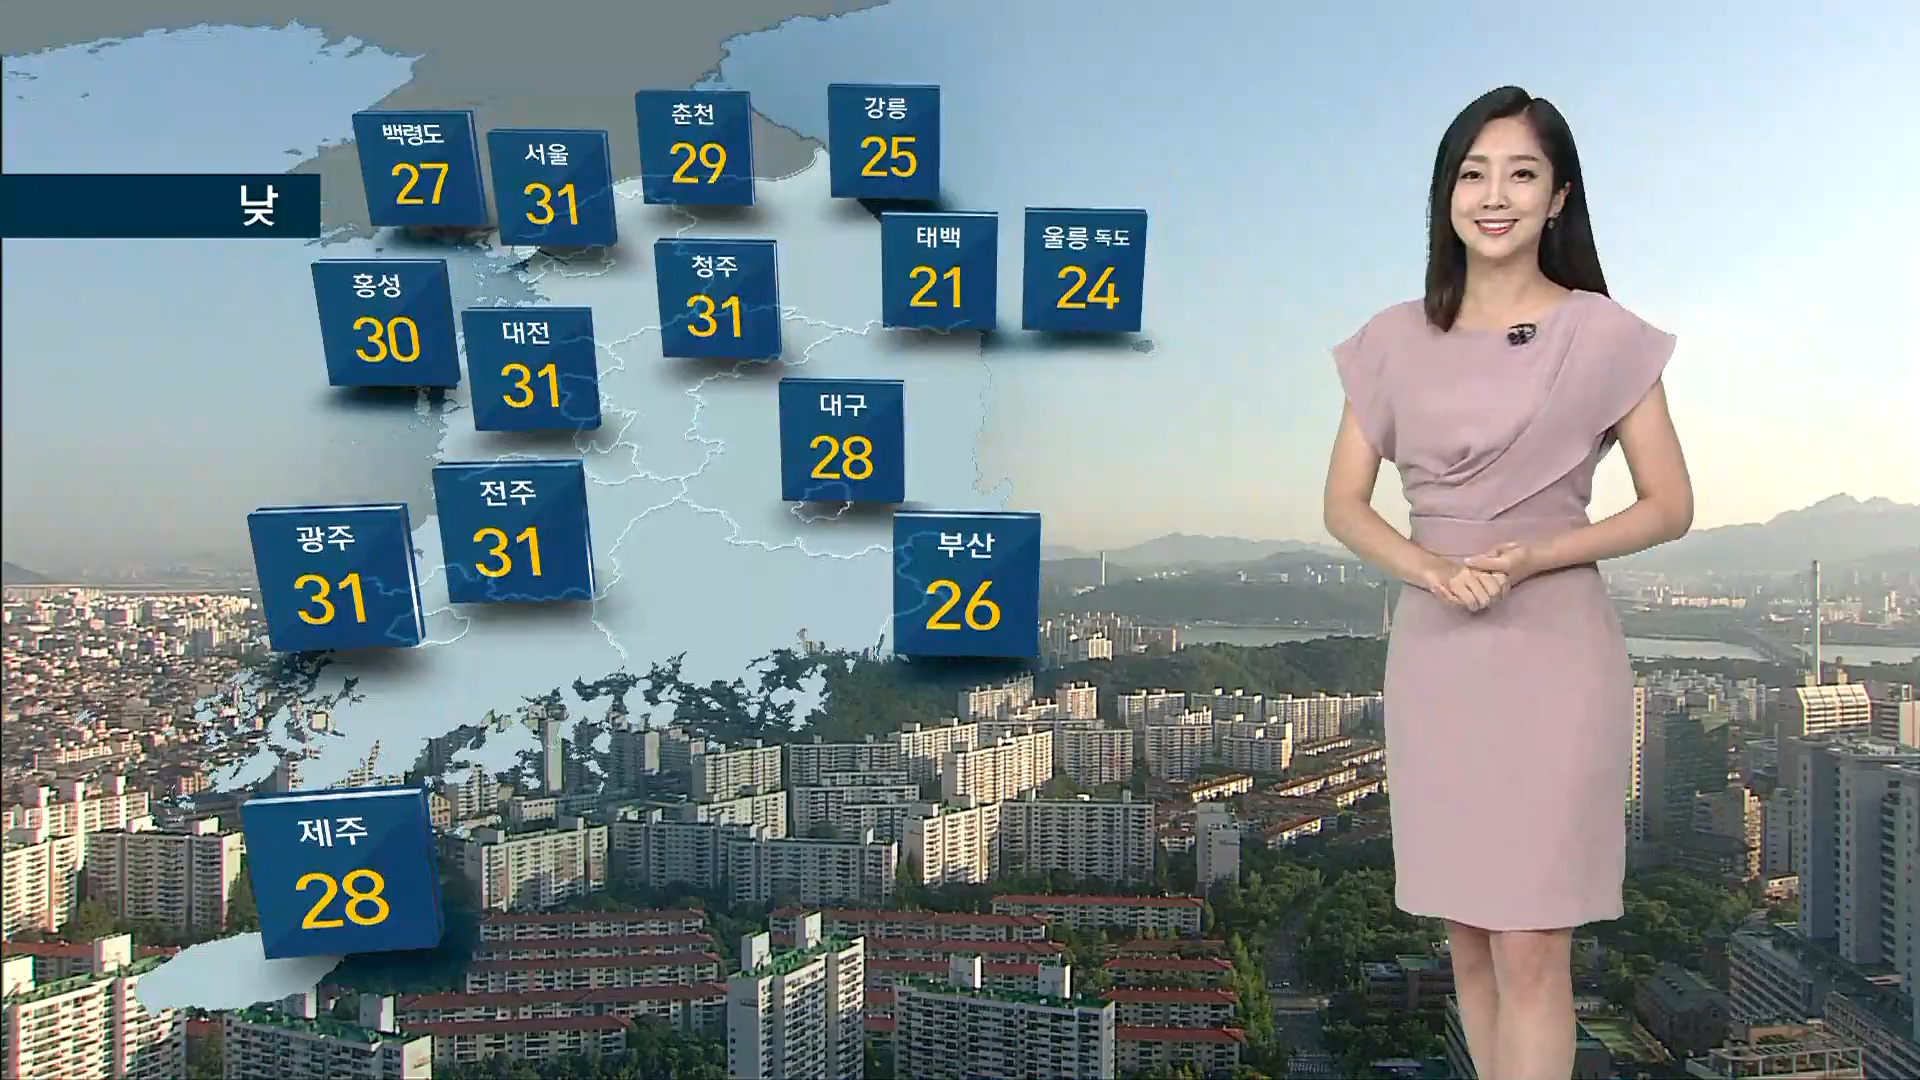 낮
백령도
27
서울
31
춘천
29
강릉
25
홍성
30
대전
31
청주
31
태백
21
울릉 독도
24
대구
28
광주
31
전주
31
부산
26
제주
28